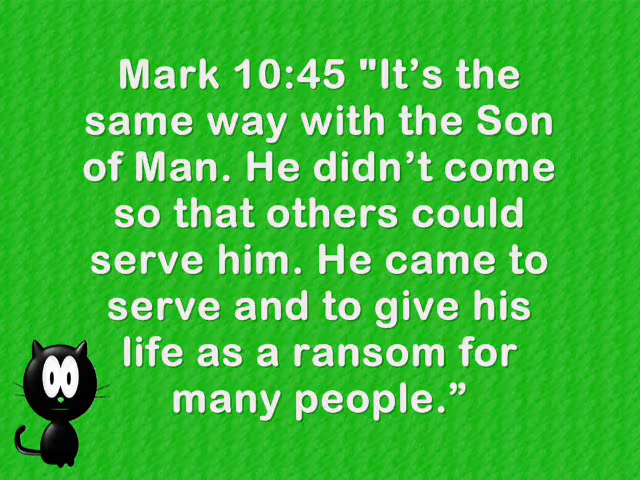 Mark 10:45 "It’s the
same way with the Son
of Man. He didn’t come
so that others could
serve him. He came to
serve and to give his
life as a ransom for
many people.”